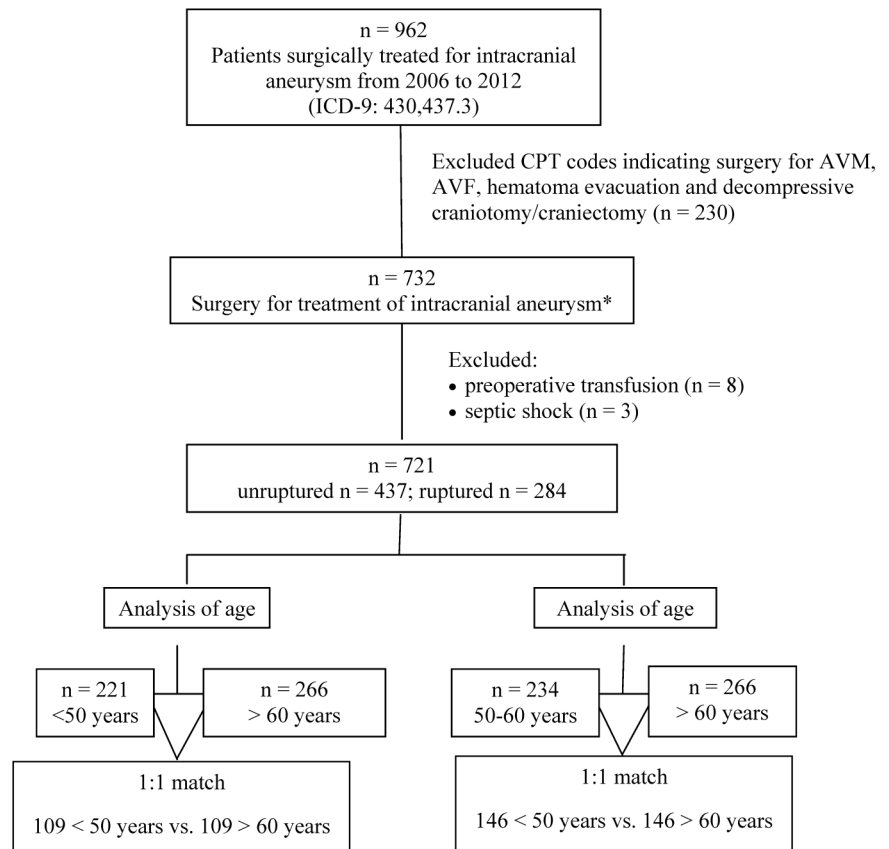 n = 962
Patients surgically treated for intracranial
aneurysm from 2006 to 2012
(ICD-9: 430,437.3)
Excluded CPT codes indicating surgery for AVM,
AVF, hematoma evacuation and decompressive
craniotomy/craniectomy (n = 230)
n = 732
Surgery for treatment of intracranial aneurysm*
Excluded:
• preoperative transfusion (n = 8)
• septic shock (n = 3)
n = 721
unruptured n = 437; ruptured n = 284
Analysis of age
Analysis of age
n = 221
<50 years
n = 266
> 60 years
n = 234
50-60 years
n = 266
> 60 years
1:1 match
109 < 50 years vs. 109 > 60 years
1:1 match
146 < 50 years vs. 146 > 60 years